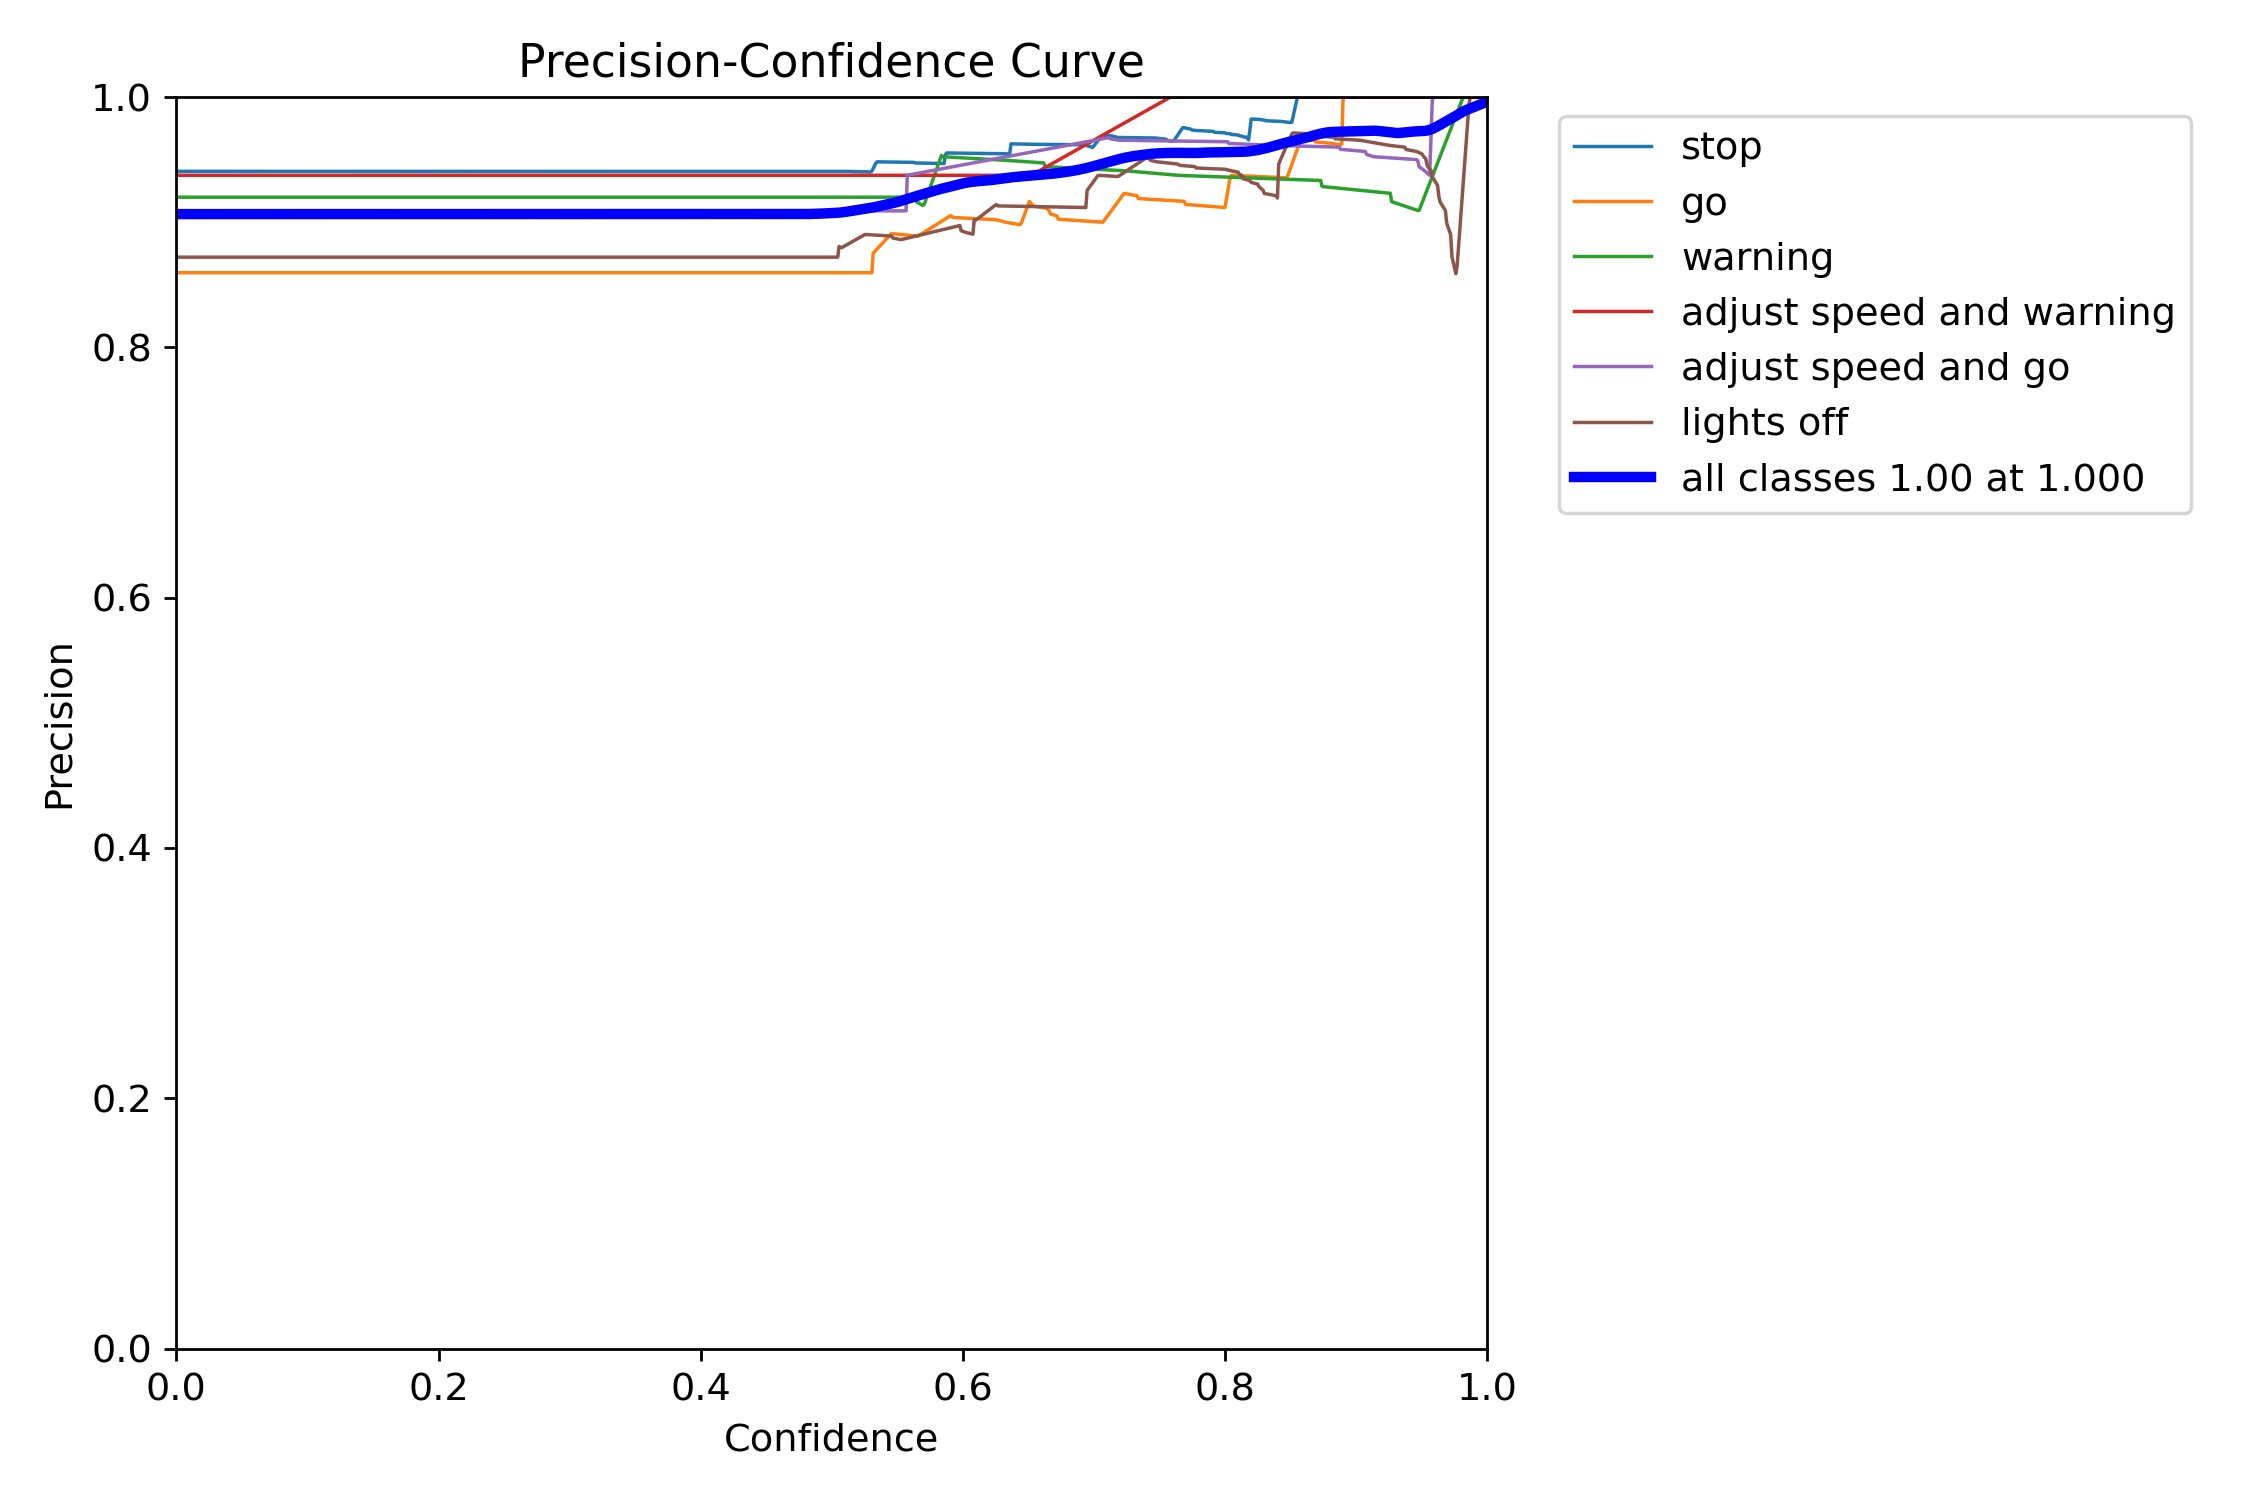 Precision-Confidence Curve
1.0
0.8
0.6
0.4
0.2
0.0
Precision
0.0 0.2 0.4 0.6 0.8 1.0
Confidence
stop
go
warning
adjust speed and warning
adjust speed and go
lights off
all classes 1.00 at 1.000